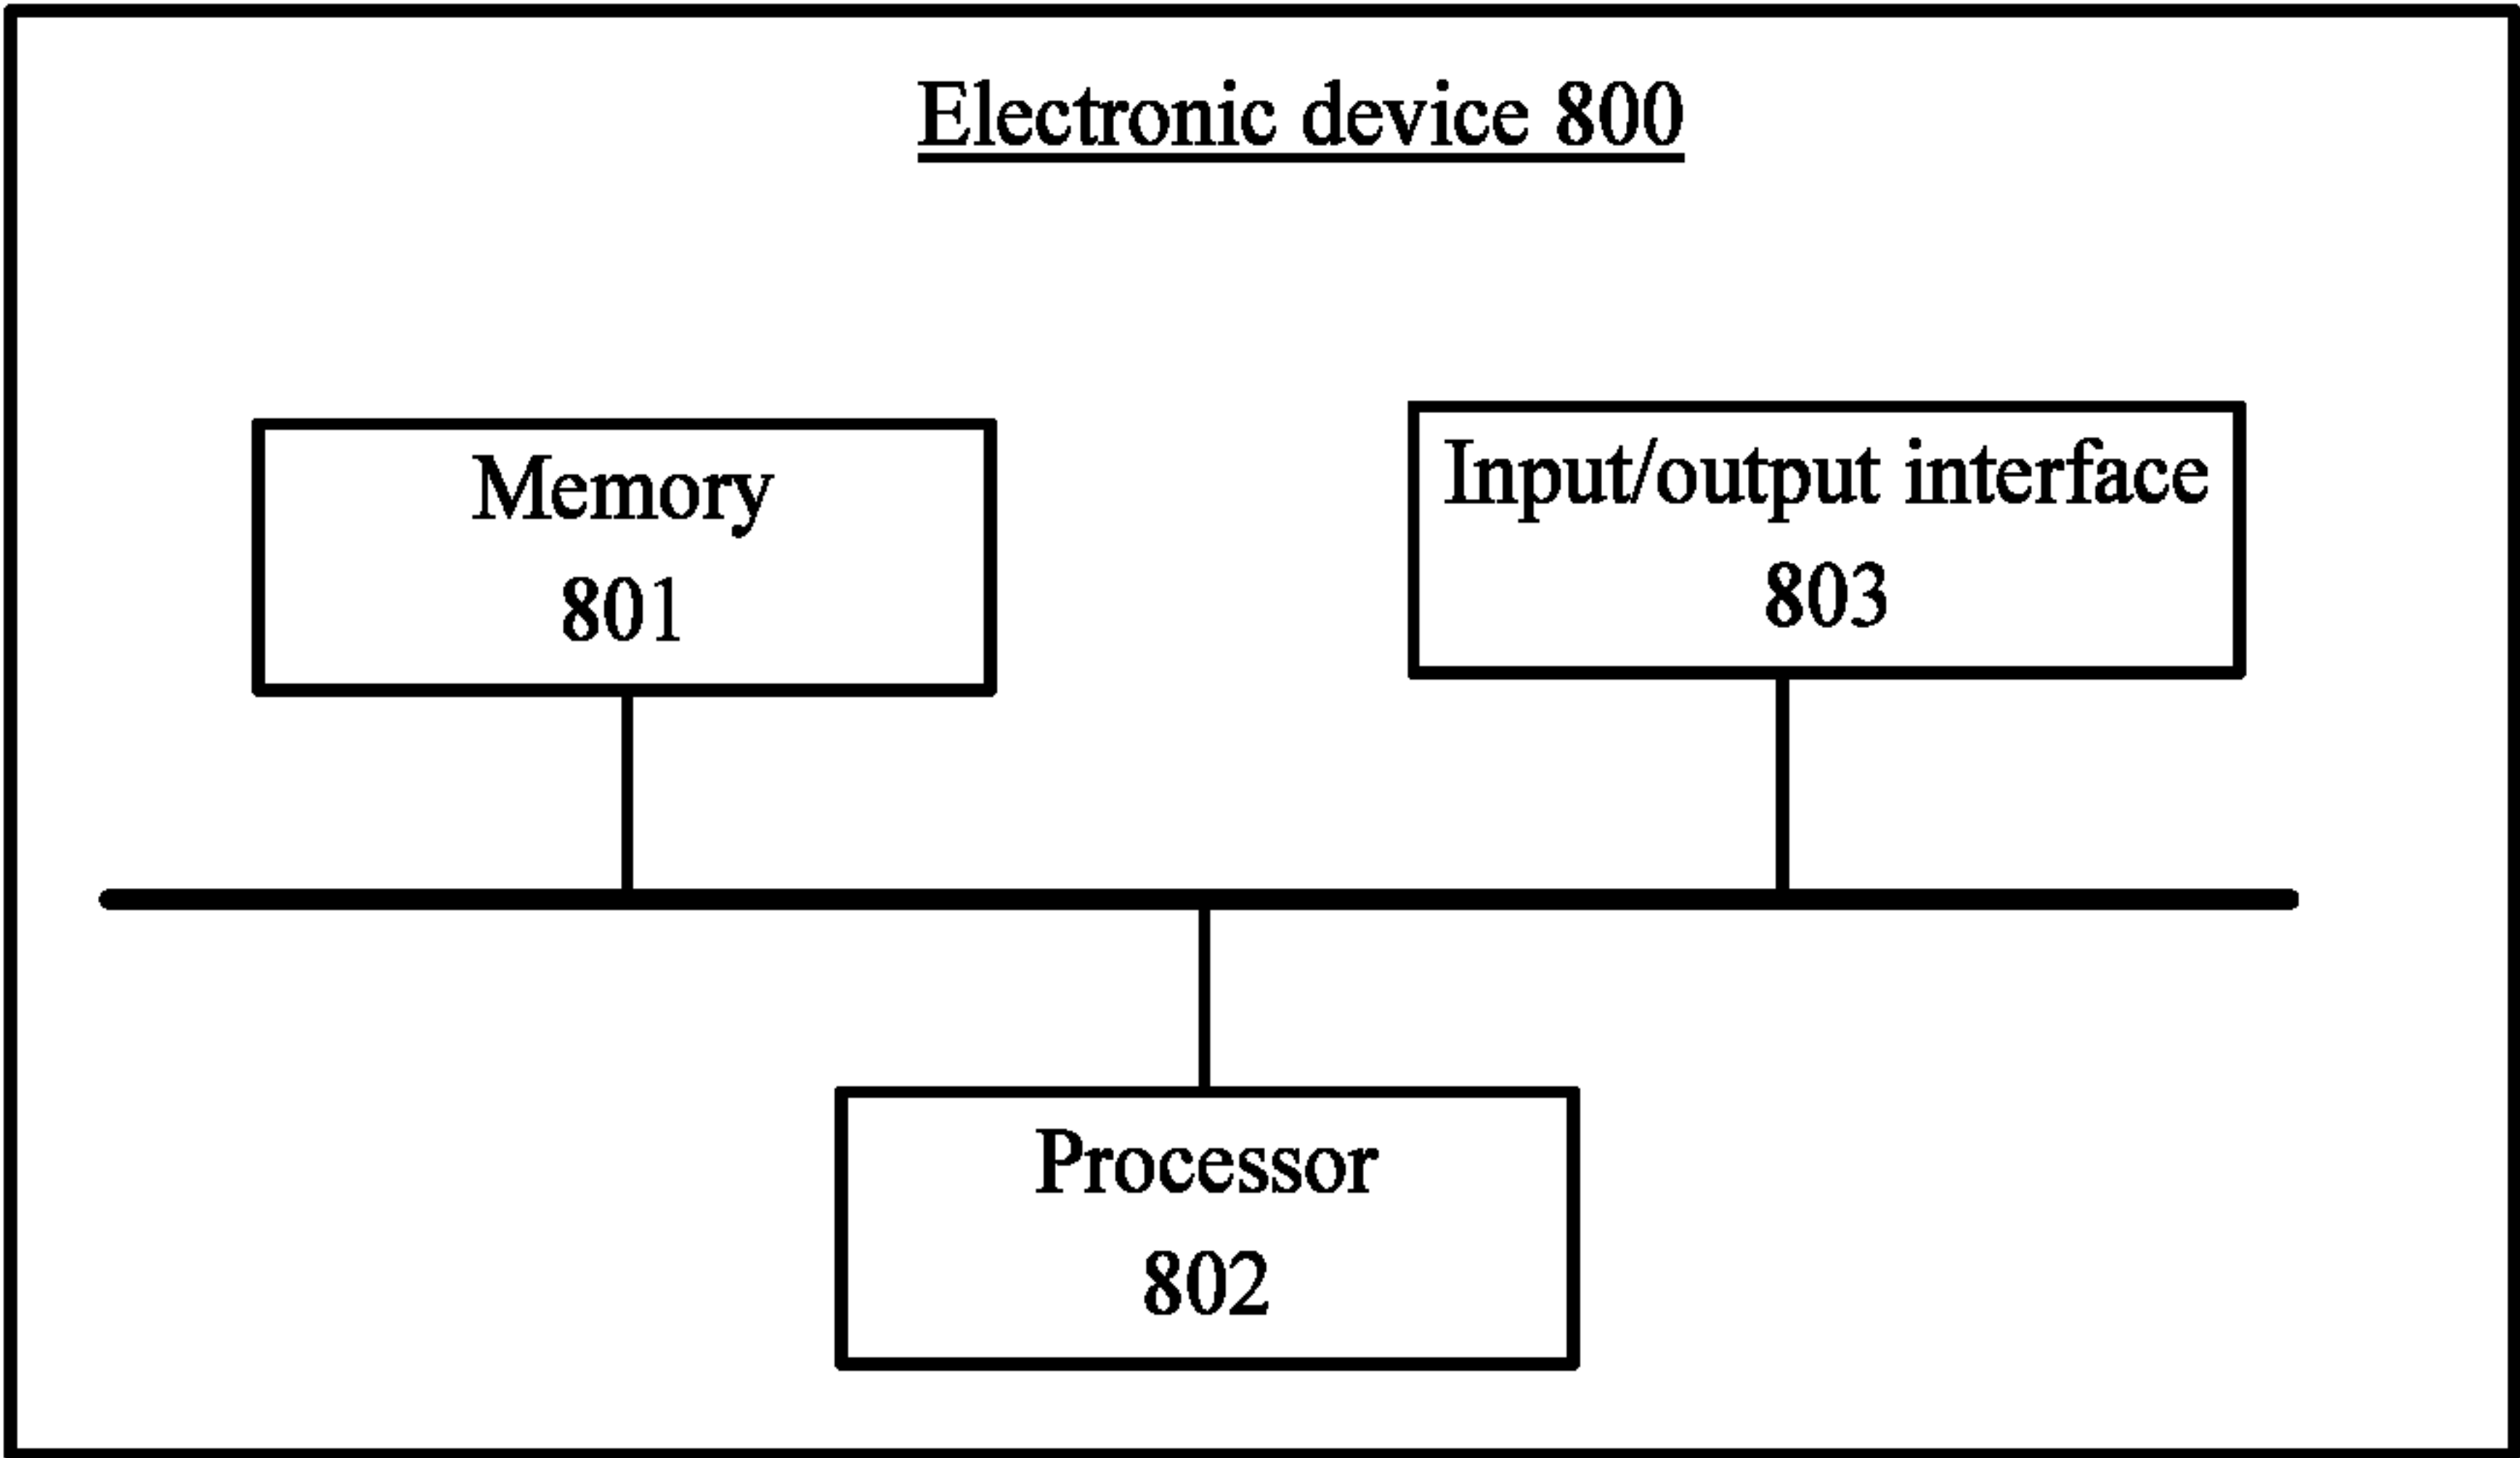 Electronic device 800
Memory
801
Input/output interface
803
Processor
802